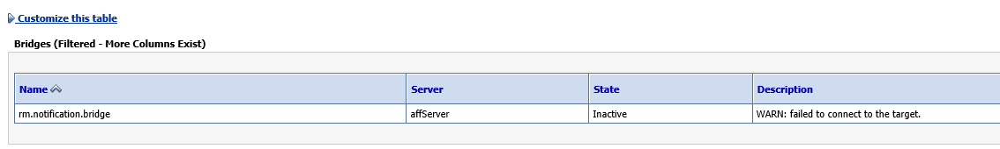 Customize this table
Bridges (Filtered - More Columns Exist)
Name Server State Description
rm.notification.bridge affServer Inactive WARN: failed to connect to the target.